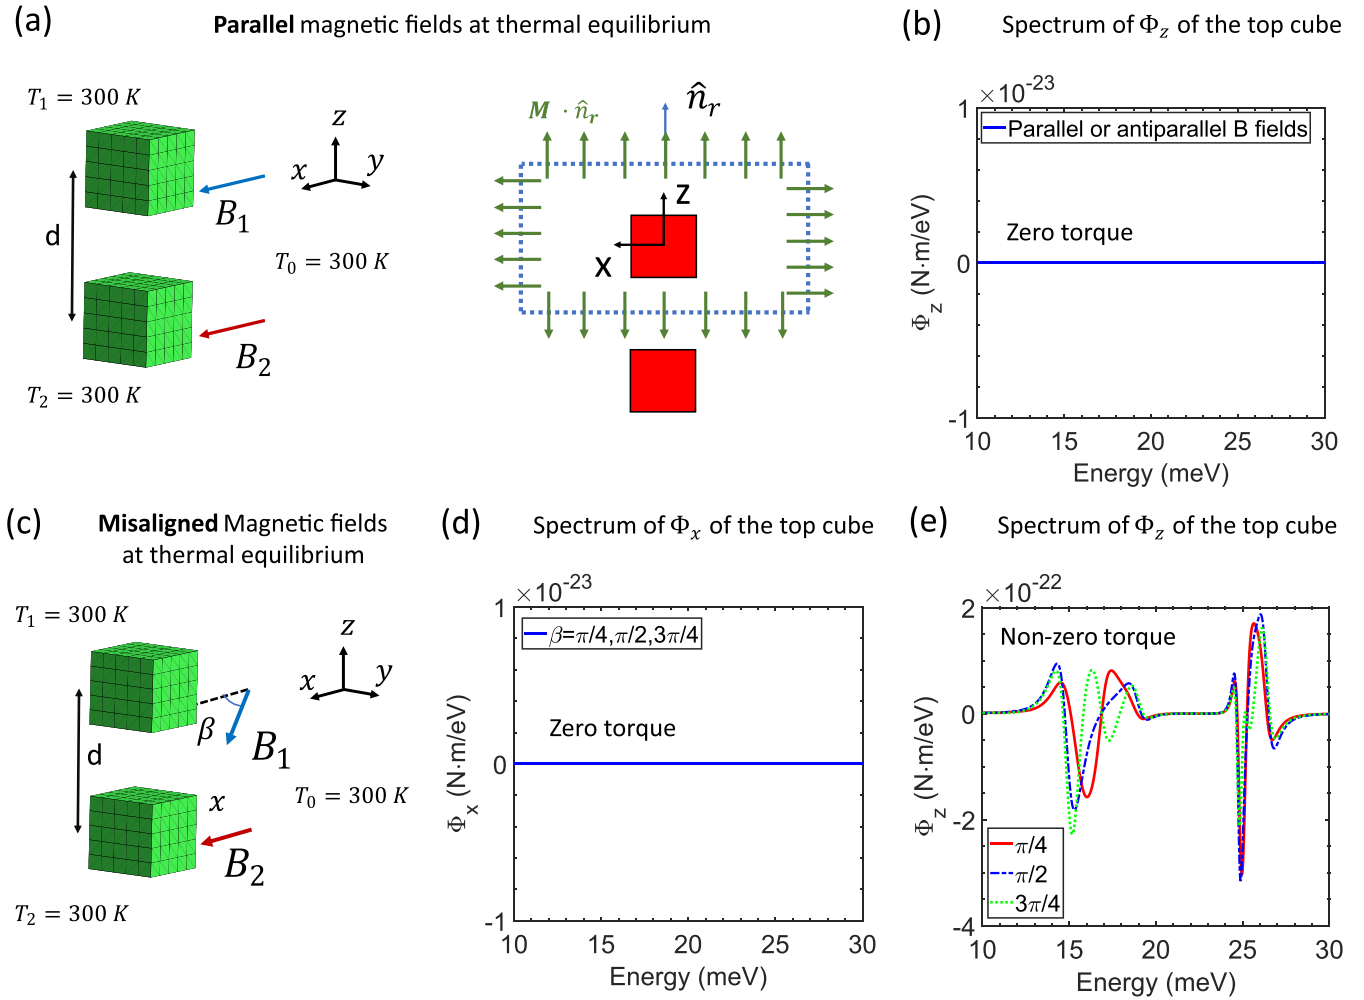 (a)
Parallel magnetic fields at thermal equilibrium
T₁ = 300 K
z
x
y
B₁
d
T₀ = 300 K
B₂
T₂ = 300 K
M · n̂ᵣ
n̂ᵣ
z
x
(b)
Spectrum of Φ_z of the top cube
×10⁻²³
1
Parallel or antiparallel B fields
Zero torque
0
-1
Φ_z (N·m/eV)
10 15 20 25 30
Energy (meV)
(c)
Misaligned Magnetic fields
at thermal equilibrium
T₁ = 300 K
z
x
y
β
B₁
d
T₀ = 300 K
x
B₂
T₂ = 300 K
(d)
Spectrum of Φₓ of the top cube
×10⁻²³
1
β=π/4,π/2,3π/4
Zero torque
0
-1
Φₓ (N·m/eV)
10 15 20 25 30
Energy (meV)
(e)
Spectrum of Φ_z of the top cube
×10⁻²²
2
Non-zero torque
0
-2
-4
Φ_z (N·m/eV)
π/4
π/2
3π/4
10 15 20 25 30
Energy (meV)